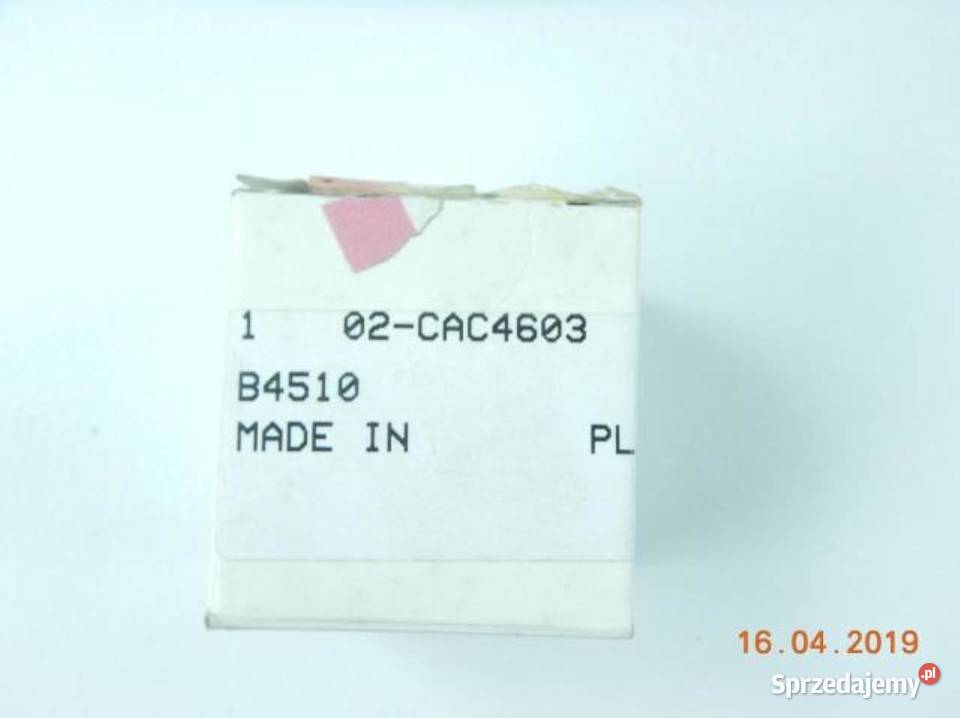 1 02-CAC4603
B4510
MADE IN PL
16.04.2019
Sprzedajemy.pl